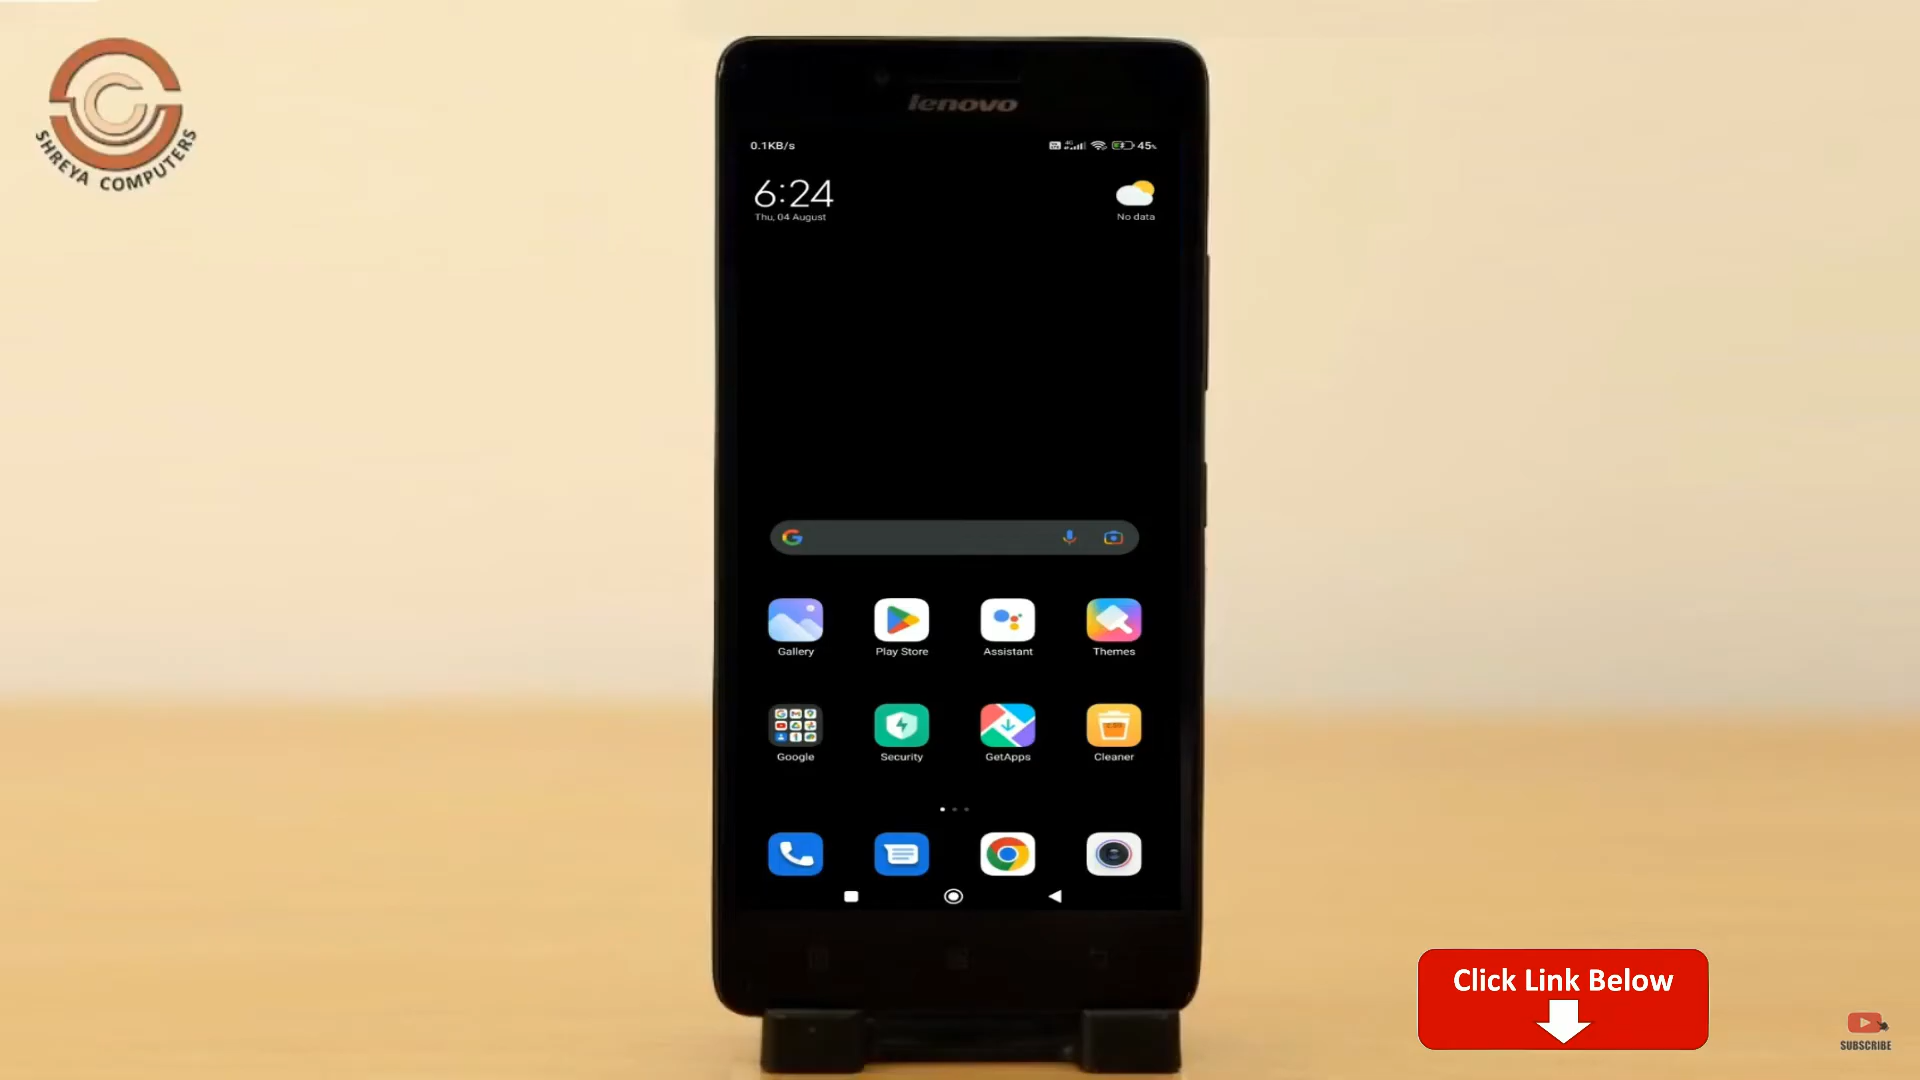 SHREYA COMPUTERS
lenovo
0.1KB/s
45%
6:24
Thu, 04 August
No data
Gallery
Play Store
Assistant
Themes
Google
Security
GetApps
Cleaner
Click Link Below
SUBSCRIBE